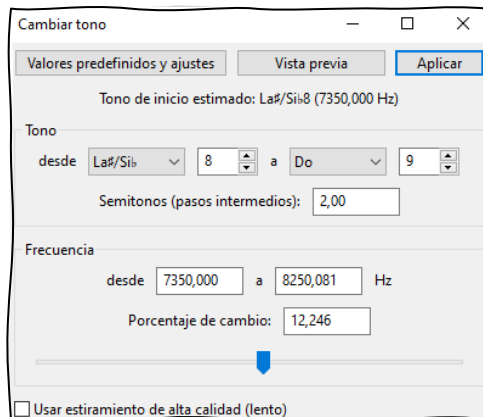 Cambiar tono
Valores predefinidos y ajustes Vista previa Aplicar
Tono de inicio estimado: La♯/Si♭8 (7350,000 Hz)
Tono
desde La♯/Si♭ 8 a Do 9
Semitonos (pasos intermedios): 2,00
Frecuencia
desde 7350,000 a 8250,081 Hz
Porcentaje de cambio: 12,246
Usar estiramiento de alta calidad (lento)